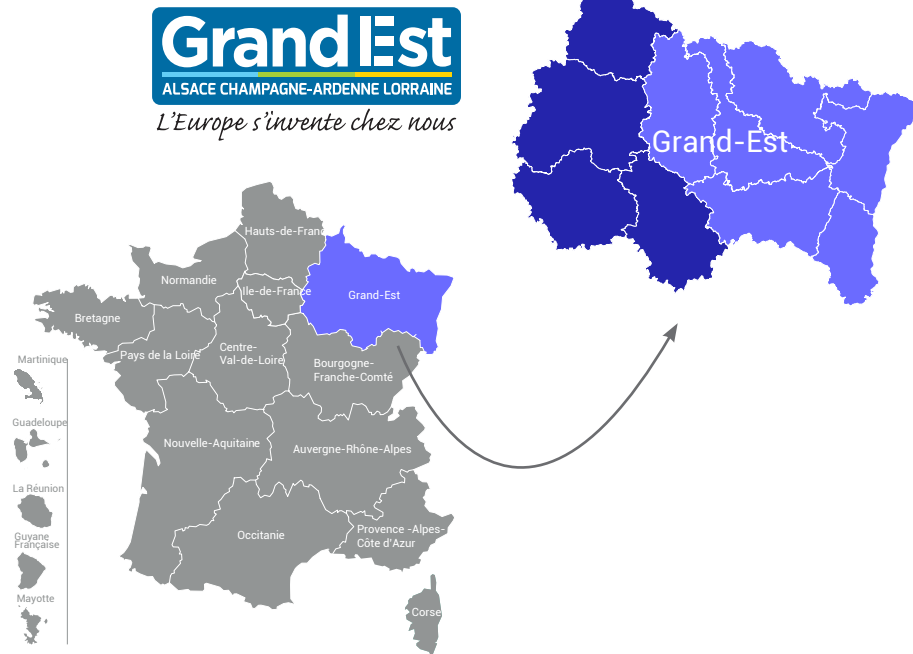 Grand Est
ALSACE CHAMPAGNE-ARDENNE LORRAINE
L'Europe s'invente chez nous
Grand-Est
Hauts-de-Franc
Normandie
Ile-de-France
Grand-Est
Bretagne
Pays de la Loire
Centre-
Val-de-Loire
Bourgogne-
Franche-Comté
Martinique
Guadeloupe
Nouvelle-Aquitaine
Auvergne-Rhône-Alpes
La Réunion
Guyane
Française
Occitanie
Provence -Alpes-
Côte d'Azur
Mayotte
Corse